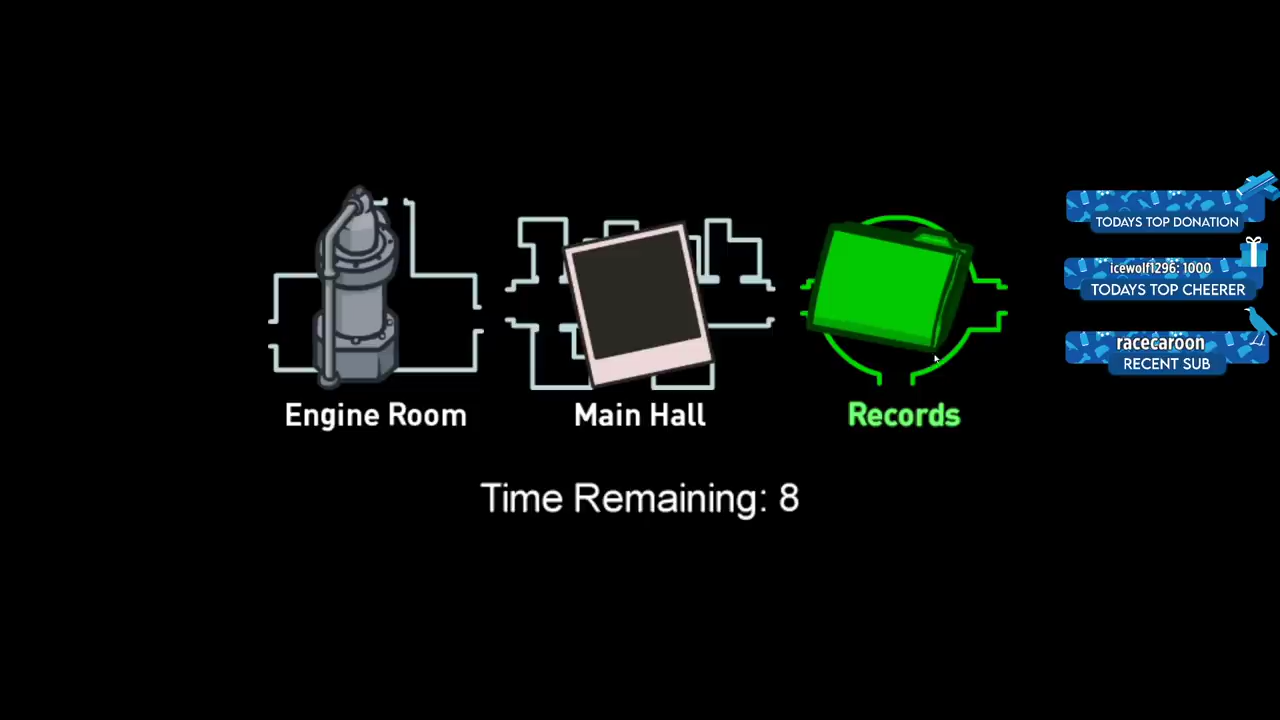 TODAYS TOP DONATION
icewolf1296: 1000
TODAYS TOP CHEERER
racecaroon
RECENT SUB
Engine Room
Main Hall
Records
Time Remaining: 8